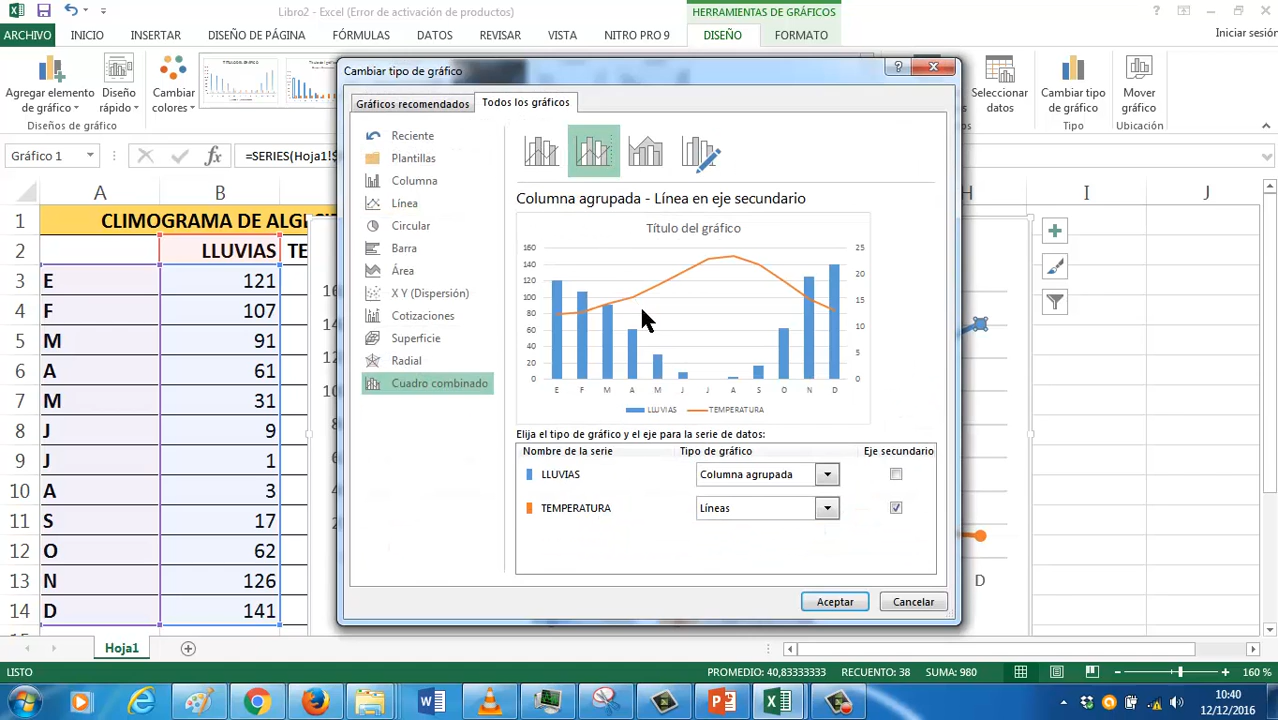 Libro2 - Excel (Error de activación de productos)
HERRAMIENTAS DE GRÁFICOS
ARCHIVO INICIO INSERTAR DISEÑO DE PÁGINA FÓRMULAS DATOS REVISAR VISTA NITRO PRO 9 DISEÑO FORMATO Iniciar sesión
Agregar elemento de gráfico
Diseño rápido
Cambiar colores
Seleccionar datos
Cambiar tipo de gráfico
Mover gráfico
Diseños de gráfico
Tipo
Ubicación
Cambiar tipo de gráfico
Gráficos recomendados
Todos los gráficos
Gráfico 1
=SERIES(Hoja1!$
Reciente
Plantillas
Columna
Línea
Circular
Barra
Área
X Y (Dispersión)
Cotizaciones
Superficie
Radial
Cuadro combinado
Columna agrupada - Línea en eje secundario
Título del gráfico
160 25
140
120 20
100 15
80
60 10
40 5
20
0 0
E F M A M J J A S O N D
LLUVIAS TEMPERATURA
Elija el tipo de gráfico y el eje para la serie de datos:
Nombre de la serie Tipo de gráfico Eje secundario
LLUVIAS Columna agrupada
TEMPERATURA Líneas
Aceptar Cancelar
A B H I J
1 CLIMOGRAMA DE
2 LLUVIAS
3 E 121
4 F 107
5 M 91
6 A 61
7 M 31
8 J 9
9 J 1
10 A 3
11 S 17
12 O 62
13 N 126
14 D 141
D
Hoja1
LISTO PROMEDIO: 40,83333333 RECUENTO: 38 SUMA: 980 160 %
10:40
12/12/2016